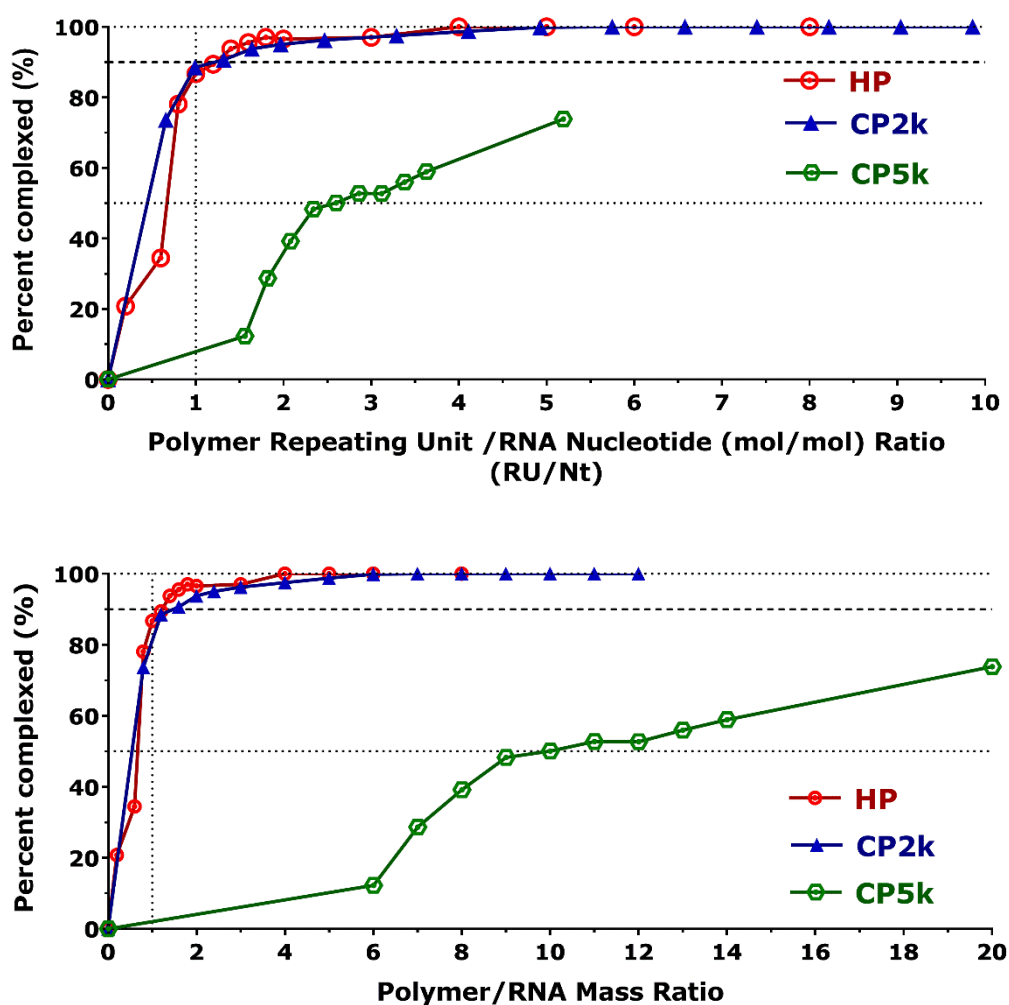 Percent complexed (%)
100
80
60
40
20
0
HP
CP2k
CP5k
0 1 2 3 4 5 6 7 8 9 10
Polymer Repeating Unit /RNA Nucleotide (mol/mol) Ratio
(RU/Nt)
Percent complexed (%)
100
80
60
40
20
0
HP
CP2k
CP5k
0 2 4 6 8 10 12 14 16 18 20
Polymer/RNA Mass Ratio